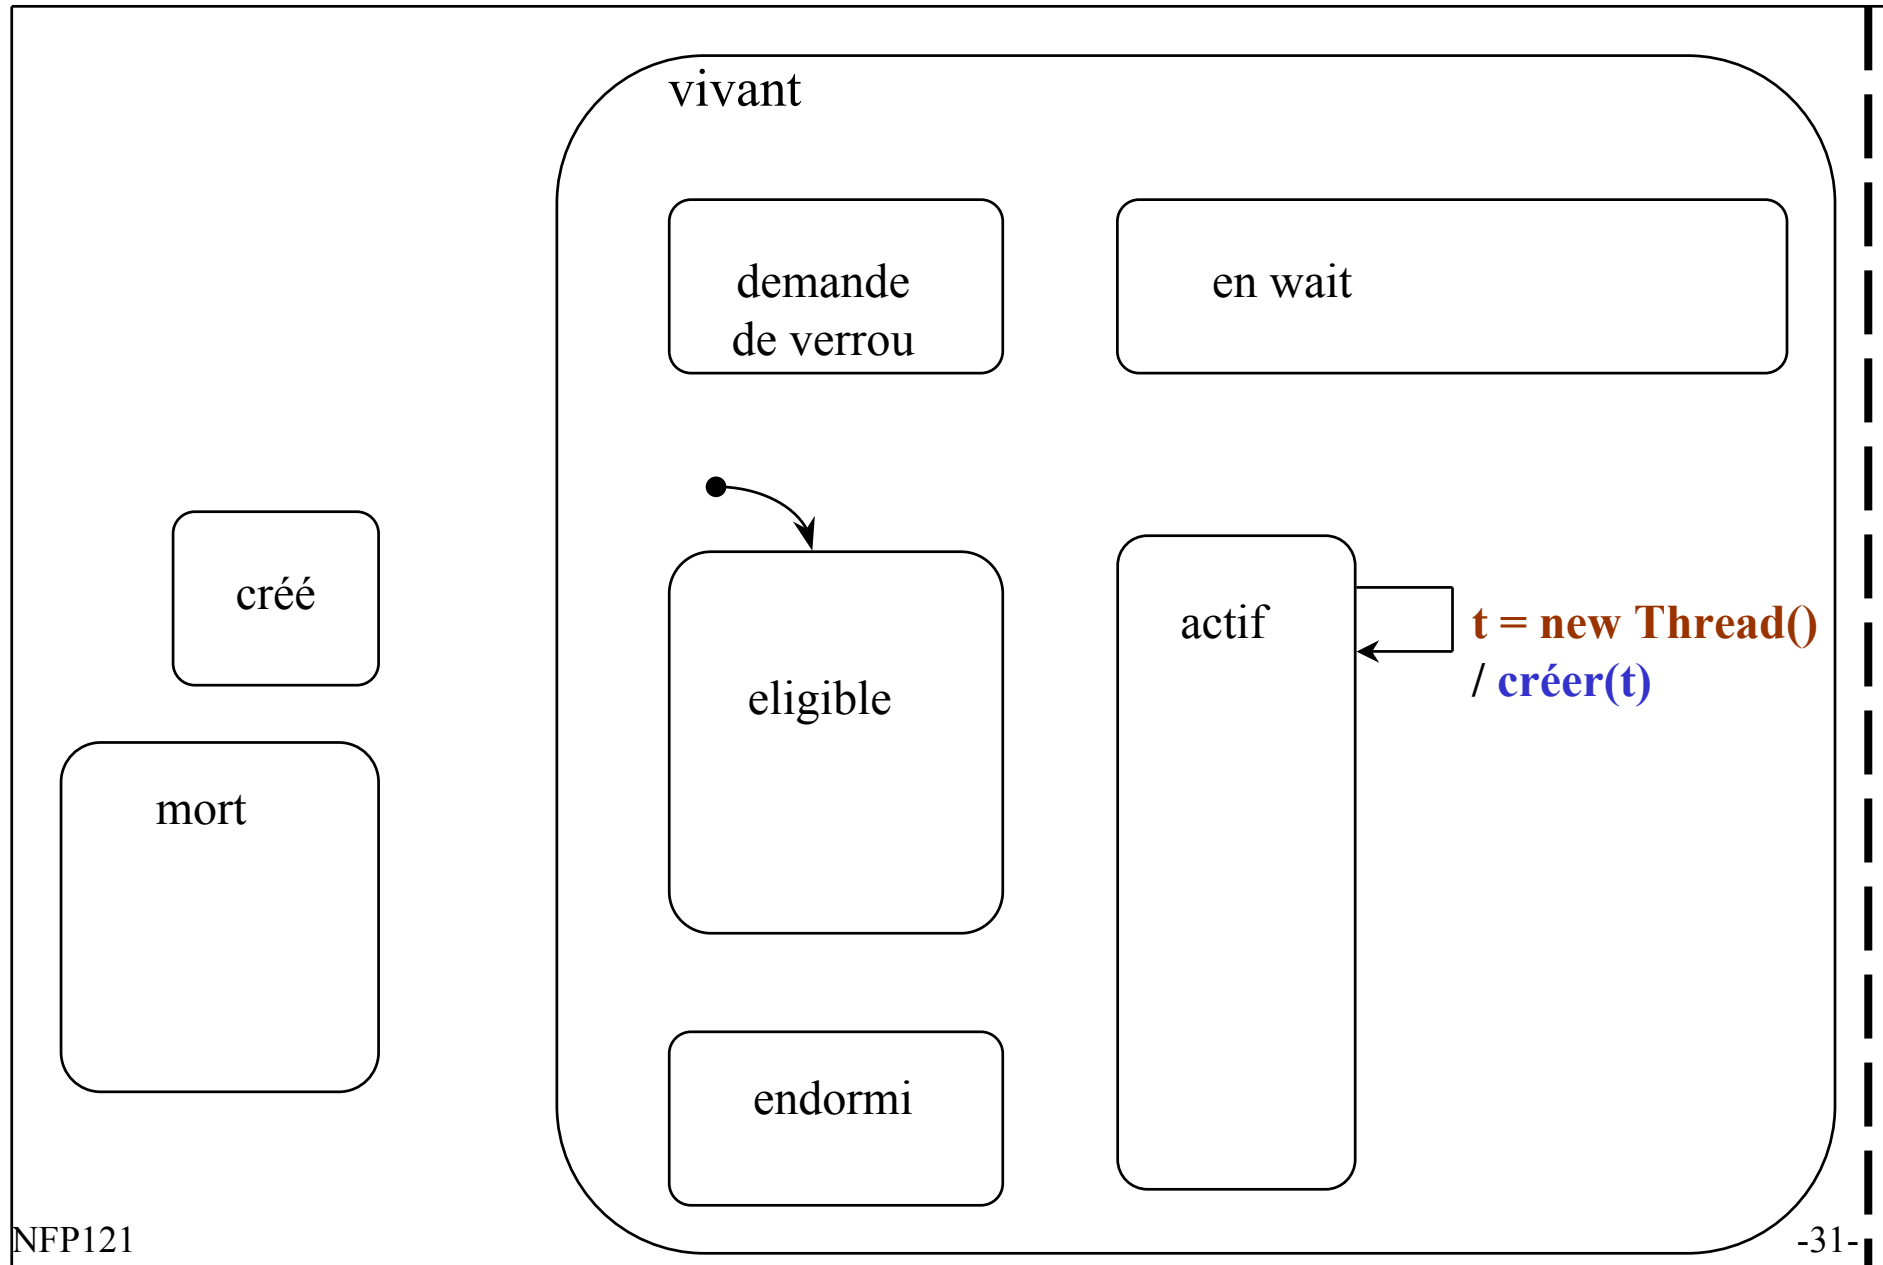 vivant
demande
de verrou
en wait
créé
eligible
actif
t = new Thread()
/ créer(t)
mort
endormi
NFP121
-31-